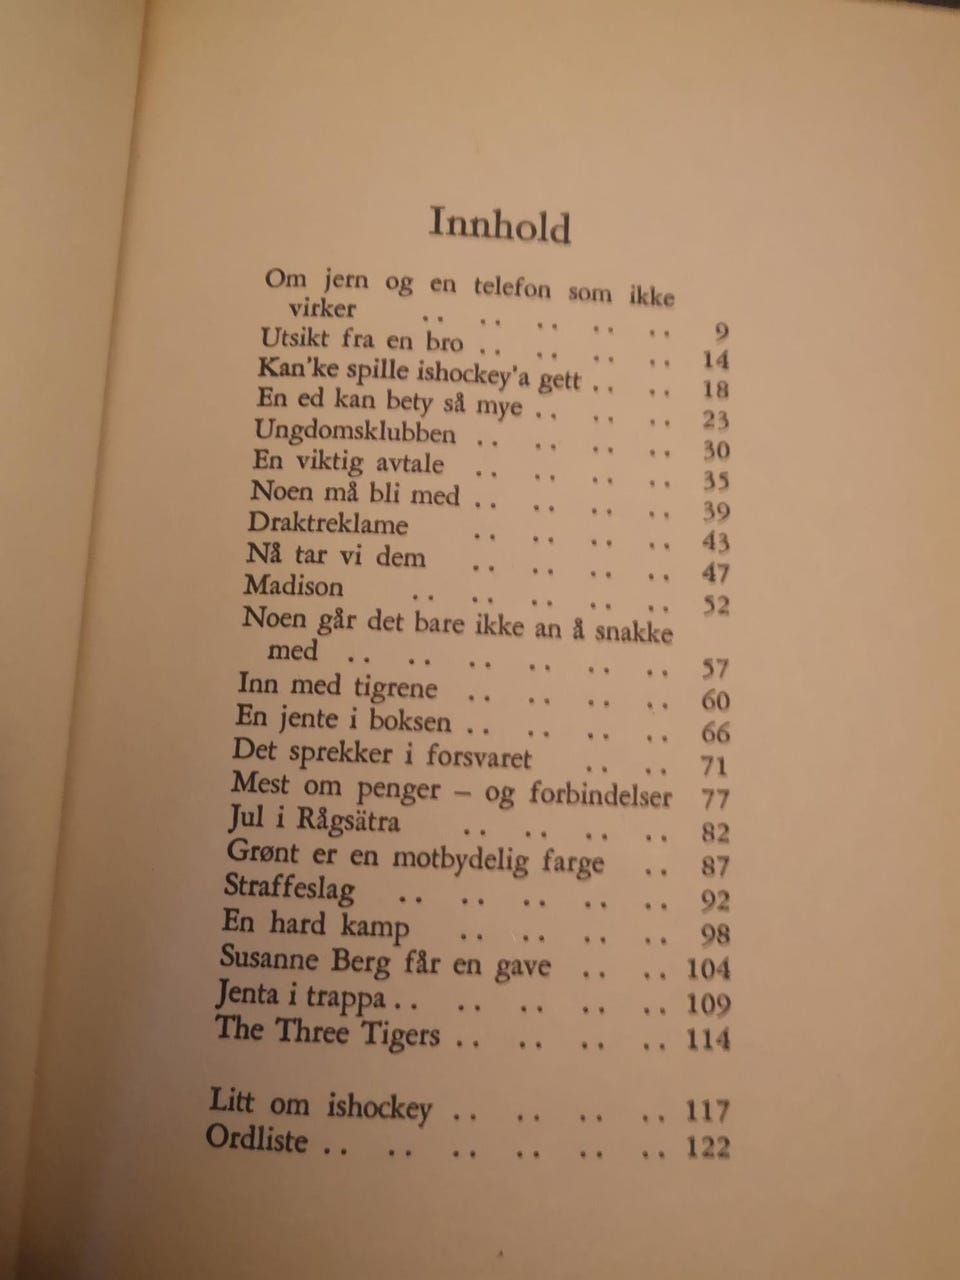 Innhold
Om jern og en telefon som ikke
virker .. .. .. .. .. 9
Utsikt fra en bro .. .. .. .. 14
Kan'ke spille ishockey'a gett .. .. 18
En ed kan bety så mye .. .. .. 23
Ungdomsklubben .. .. .. .. 30
En viktig avtale .. .. .. .. 35
Noen må bli med .. .. .. .. 39
Draktreklame .. .. .. .. 43
Nå tar vi dem .. .. .. .. 47
Madison .. .. .. .. .. 52
Noen går det bare ikke an å snakke
med .. .. .. .. .. .. 57
Inn med tigrene .. .. .. .. 60
En jente i boksen .. .. .. .. 66
Det sprekker i forsvaret .. .. 71
Mest om penger – og forbindelser 77
Jul i Rågsätra .. .. .. .. 82
Grønt er en motbydelig farge .. 87
Straffeslag .. .. .. .. .. 92
En hard kamp .. .. .. .. 98
Susanne Berg får en gave .. .. 104
Jenta i trappa .. .. .. .. .. 109
The Three Tigers .. .. .. .. 114
Litt om ishockey .. .. .. .. 117
Ordliste .. .. .. .. .. .. 122